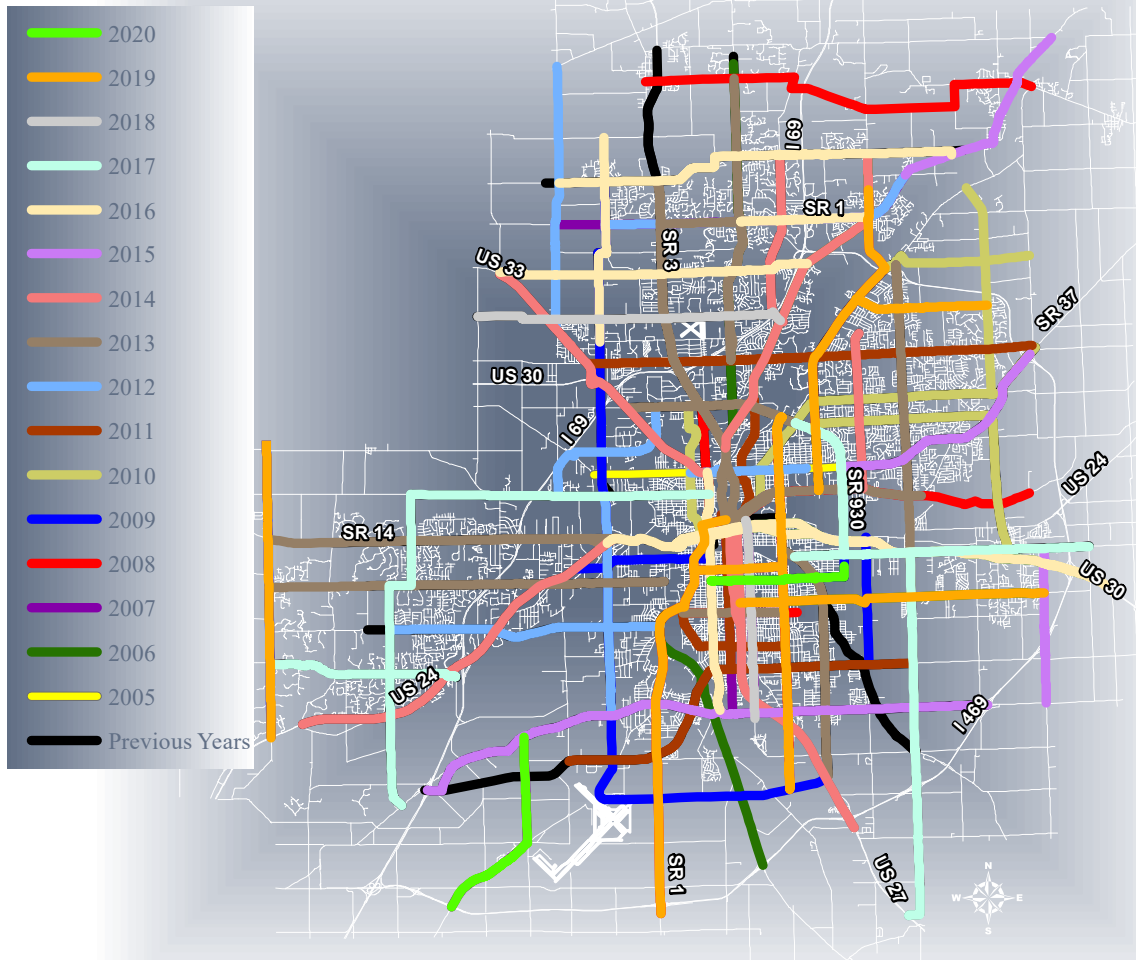 2020
2019
2018
2017
2016
2015
2014
2013
2012
2011
2010
2009
2008
2007
2006
2005
Previous Years
I 69
SR 1
SR 3
US 33
SR 37
US 30
I 69
US 24
SR 930
SR 14
US 30
US 24
I 469
SR 1
US 27
N
W
E
S